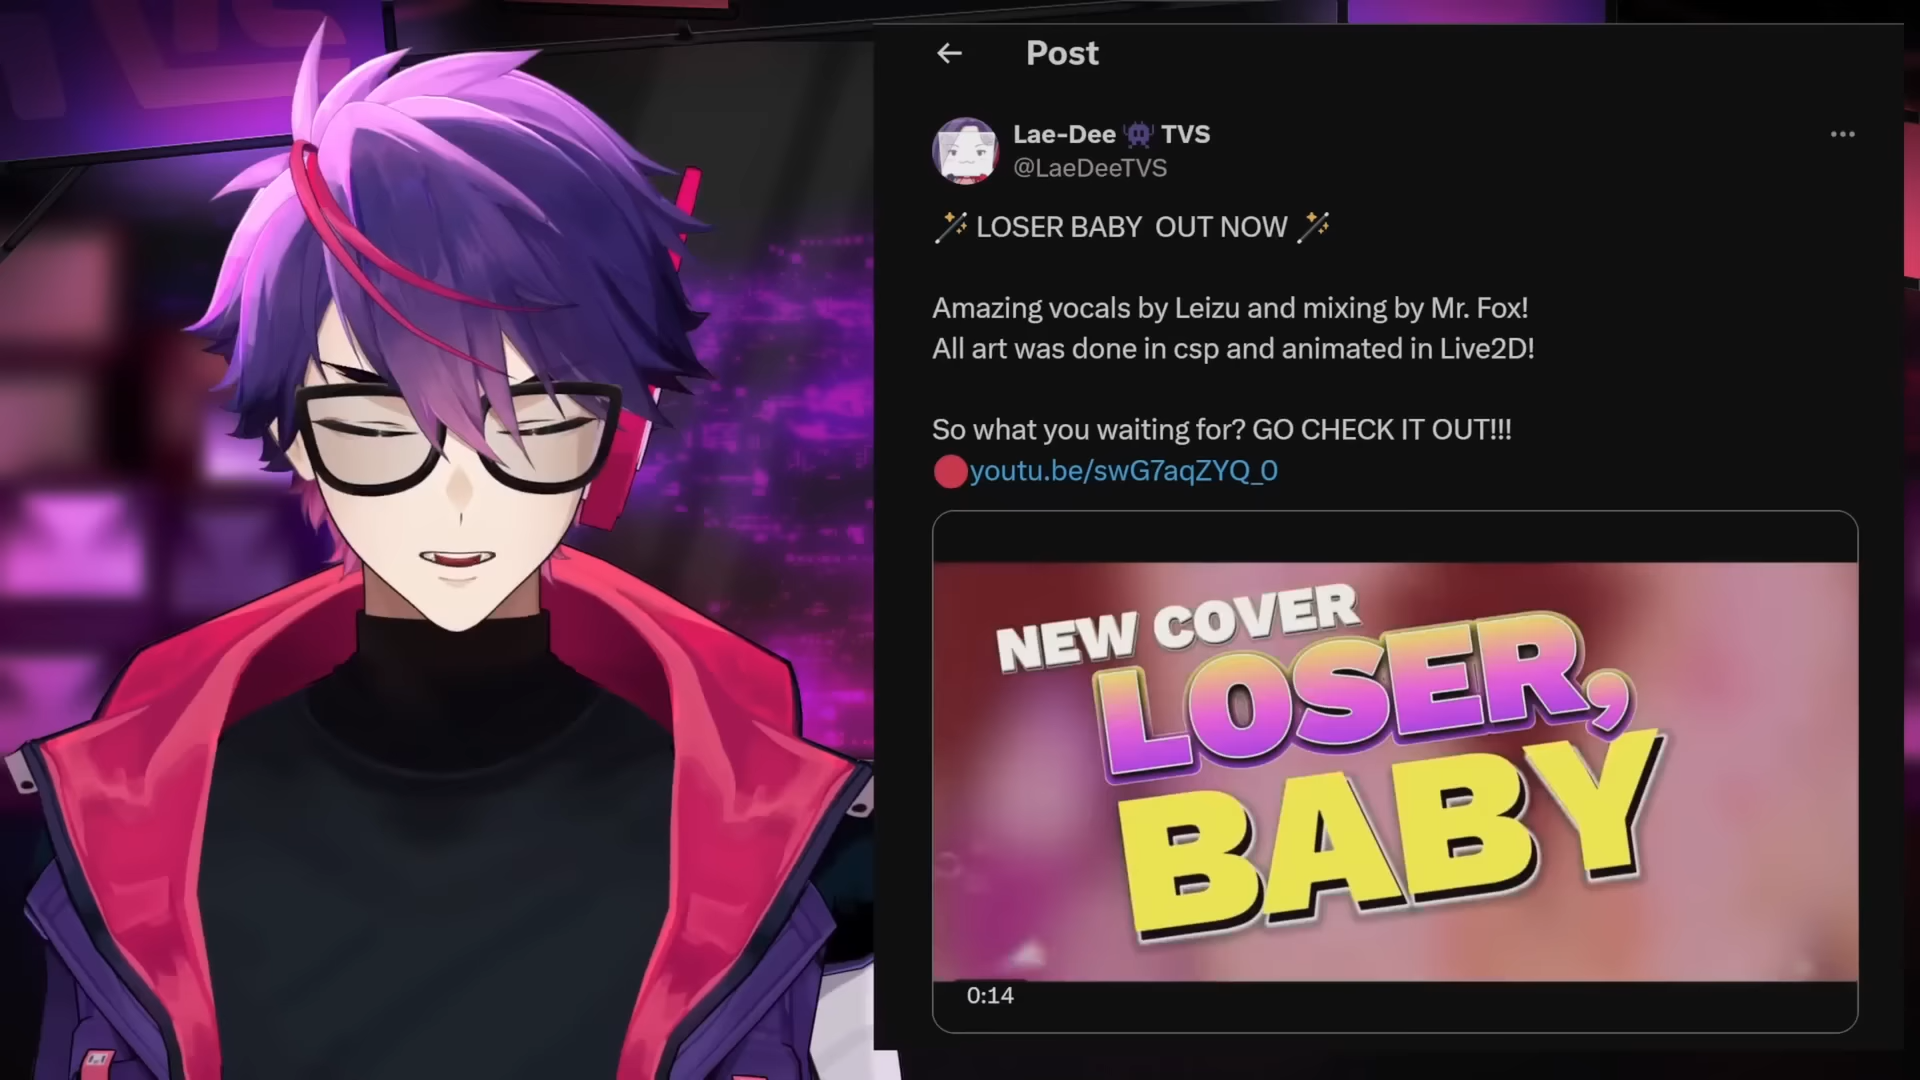 Post
Lae-Dee 👾 TVS
@LaeDeeTVS
🪄 LOSER BABY OUT NOW 🪄
Amazing vocals by Leizu and mixing by Mr. Fox!
All art was done in csp and animated in Live2D!
So what you waiting for? GO CHECK IT OUT!!!
🔴youtu.be/swG7aqZYQ_0
NEW COVER
LOSER,
BABY
0:14